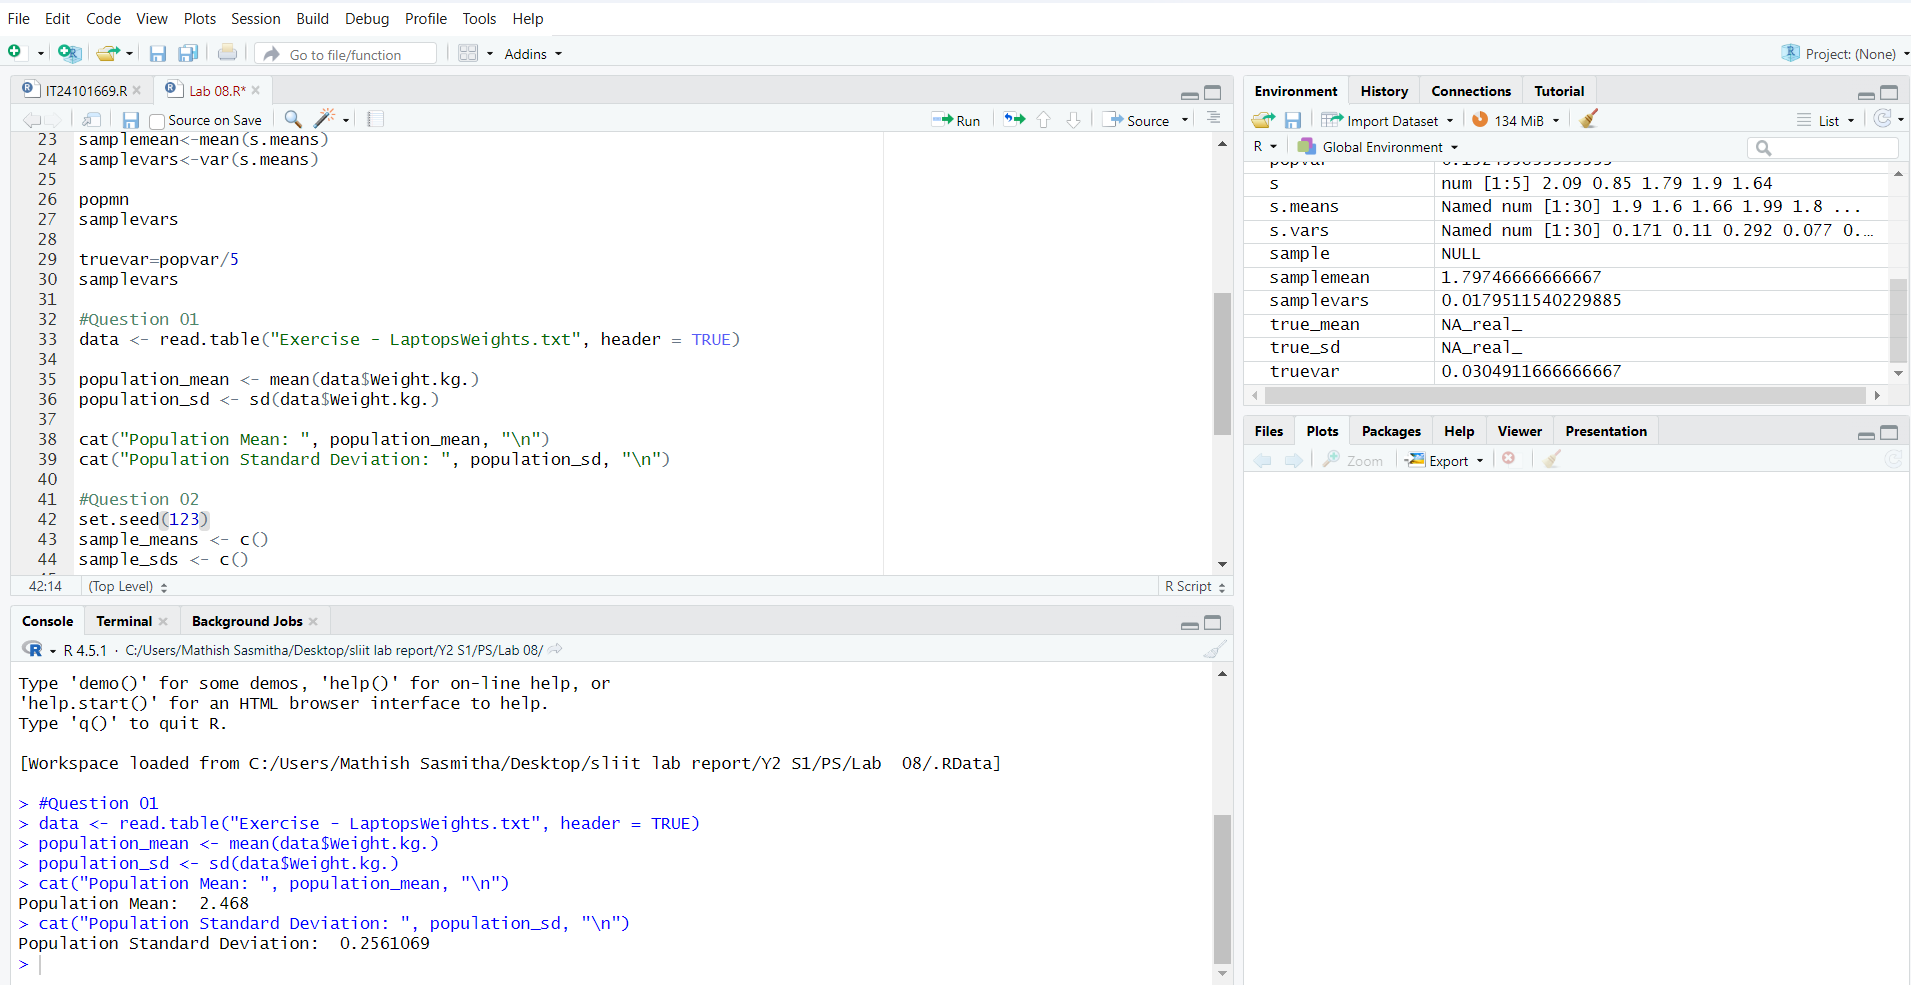 File Edit Code View Plots Session Build Debug Profile Tools Help
Go to file/function
Addins
Project: (None)
IT24101669.R
Lab 08.R*
Source on Save
Run
Source
23 samplemean<-mean(s.means)
24 samplevars<-var(s.means)
25
26 popmn
27 samplevars
28
29 truevar=popvar/5
30 samplevars
31
32 #Question 01
33 data <- read.table("Exercise - LaptopsWeights.txt", header = TRUE)
34
35 population_mean <- mean(data$Weight.kg.)
36 population_sd <- sd(data$Weight.kg.)
37
38 cat("Population Mean: ", population_mean, "\n")
39 cat("Population Standard Deviation: ", population_sd, "\n")
40
41 #Question 02
42 set.seed(123)
43 sample_means <- c()
44 sample_sds <- c()
42:14 (Top Level) R Script
Console Terminal Background Jobs
R 4.5.1 · C:/Users/Mathish Sasmitha/Desktop/sliit lab report/Y2 S1/PS/Lab 08/
Type 'demo()' for some demos, 'help()' for on-line help, or
'help.start()' for an HTML browser interface to help.
Type 'q()' to quit R.
[Workspace loaded from C:/Users/Mathish Sasmitha/Desktop/sliit lab report/Y2 S1/PS/Lab  08/.RData]
> #Question 01
> data <- read.table("Exercise - LaptopsWeights.txt", header = TRUE)
> population_mean <- mean(data$Weight.kg.)
> population_sd <- sd(data$Weight.kg.)
> cat("Population Mean: ", population_mean, "\n")
Population Mean:  2.468
> cat("Population Standard Deviation: ", population_sd, "\n")
Population Standard Deviation:  0.2561069
>
Environment History Connections Tutorial
Import Dataset 134 MiB List
R Global Environment
popvar
s num [1:5] 2.09 0.85 1.79 1.9 1.64
s.means Named num [1:30] 1.9 1.6 1.66 1.99 1.8 ...
s.vars Named num [1:30] 0.171 0.11 0.292 0.077 0.…
sample NULL
samplemean 1.79746666666667
samplevars 0.0179511540229885
true_mean NA_real_
true_sd NA_real_
truevar 0.0304911666666667
Files Plots Packages Help Viewer Presentation
Zoom Export